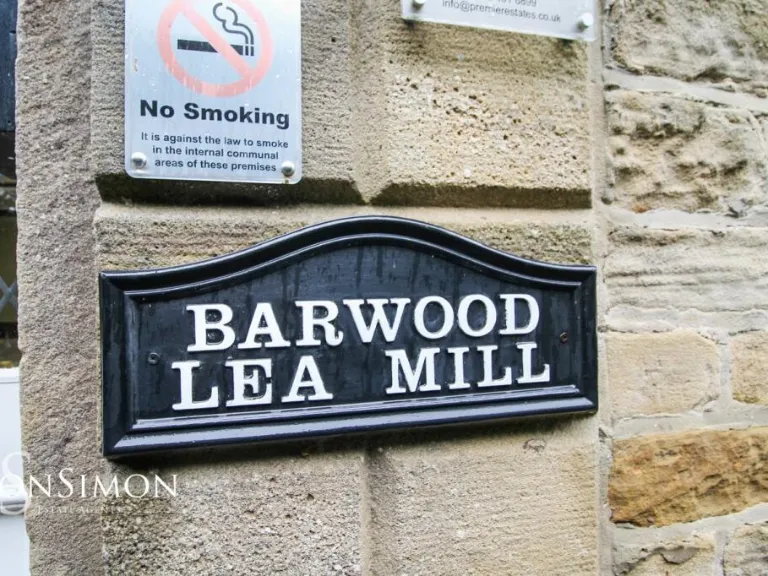 info@premierestates.co.uk
No Smoking
It is against the law to smoke
in the internal communal
areas of these premises
BARWOOD
LEA MILL
SIMON
ESTATE AGENTS